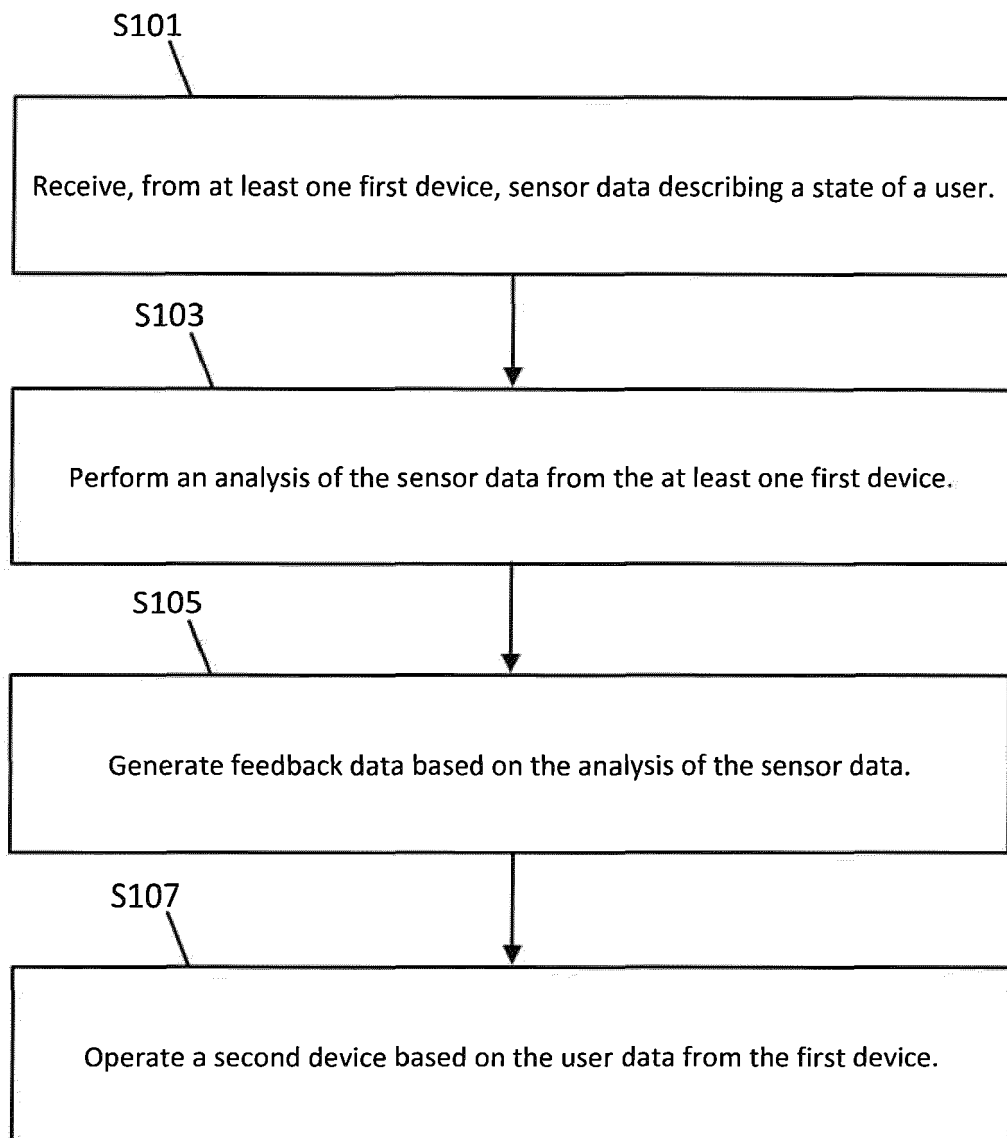 S101
Receive, from at least one first device, sensor data describing a state of a user.
S103
Perform an analysis of the sensor data from the at least one first device.
S105
Generate feedback data based on the analysis of the sensor data.
S107
Operate a second device based on the user data from the first device.